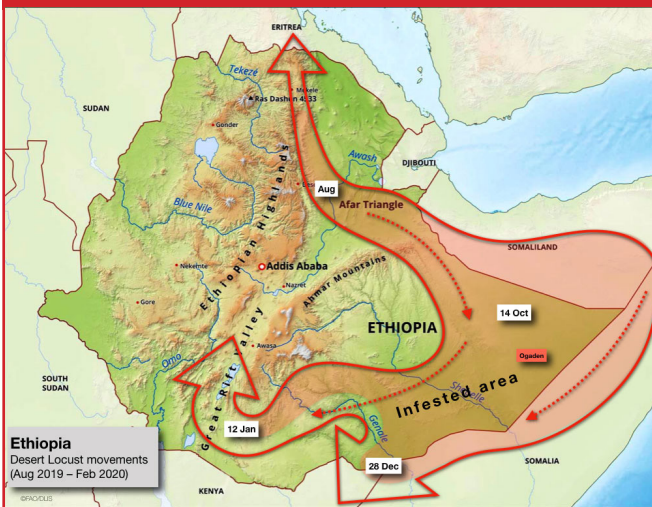 ERITREA
Tekezē
Mekele
Ras Dashen 4533
SUDAN
Gonder
Awash
DJIBOUTI
Aug
Afar Triangle
Blue Nile
Ethiopian Highlands
SOMALILAND
Nekemte
Addis Ababa
Ahmar Mountains
Nazret
Gore
14 Oct
ETHIOPIA
Awasa
Ogaden
Omo
Great Rift Valley
SOUTH
SUDAN
Infested area
Genale
12 Jan
Ethiopia
Desert Locust movements
(Aug 2019 – Feb 2020)
28 Dec
SOMALIA
KENYA
©FAO/DLIS